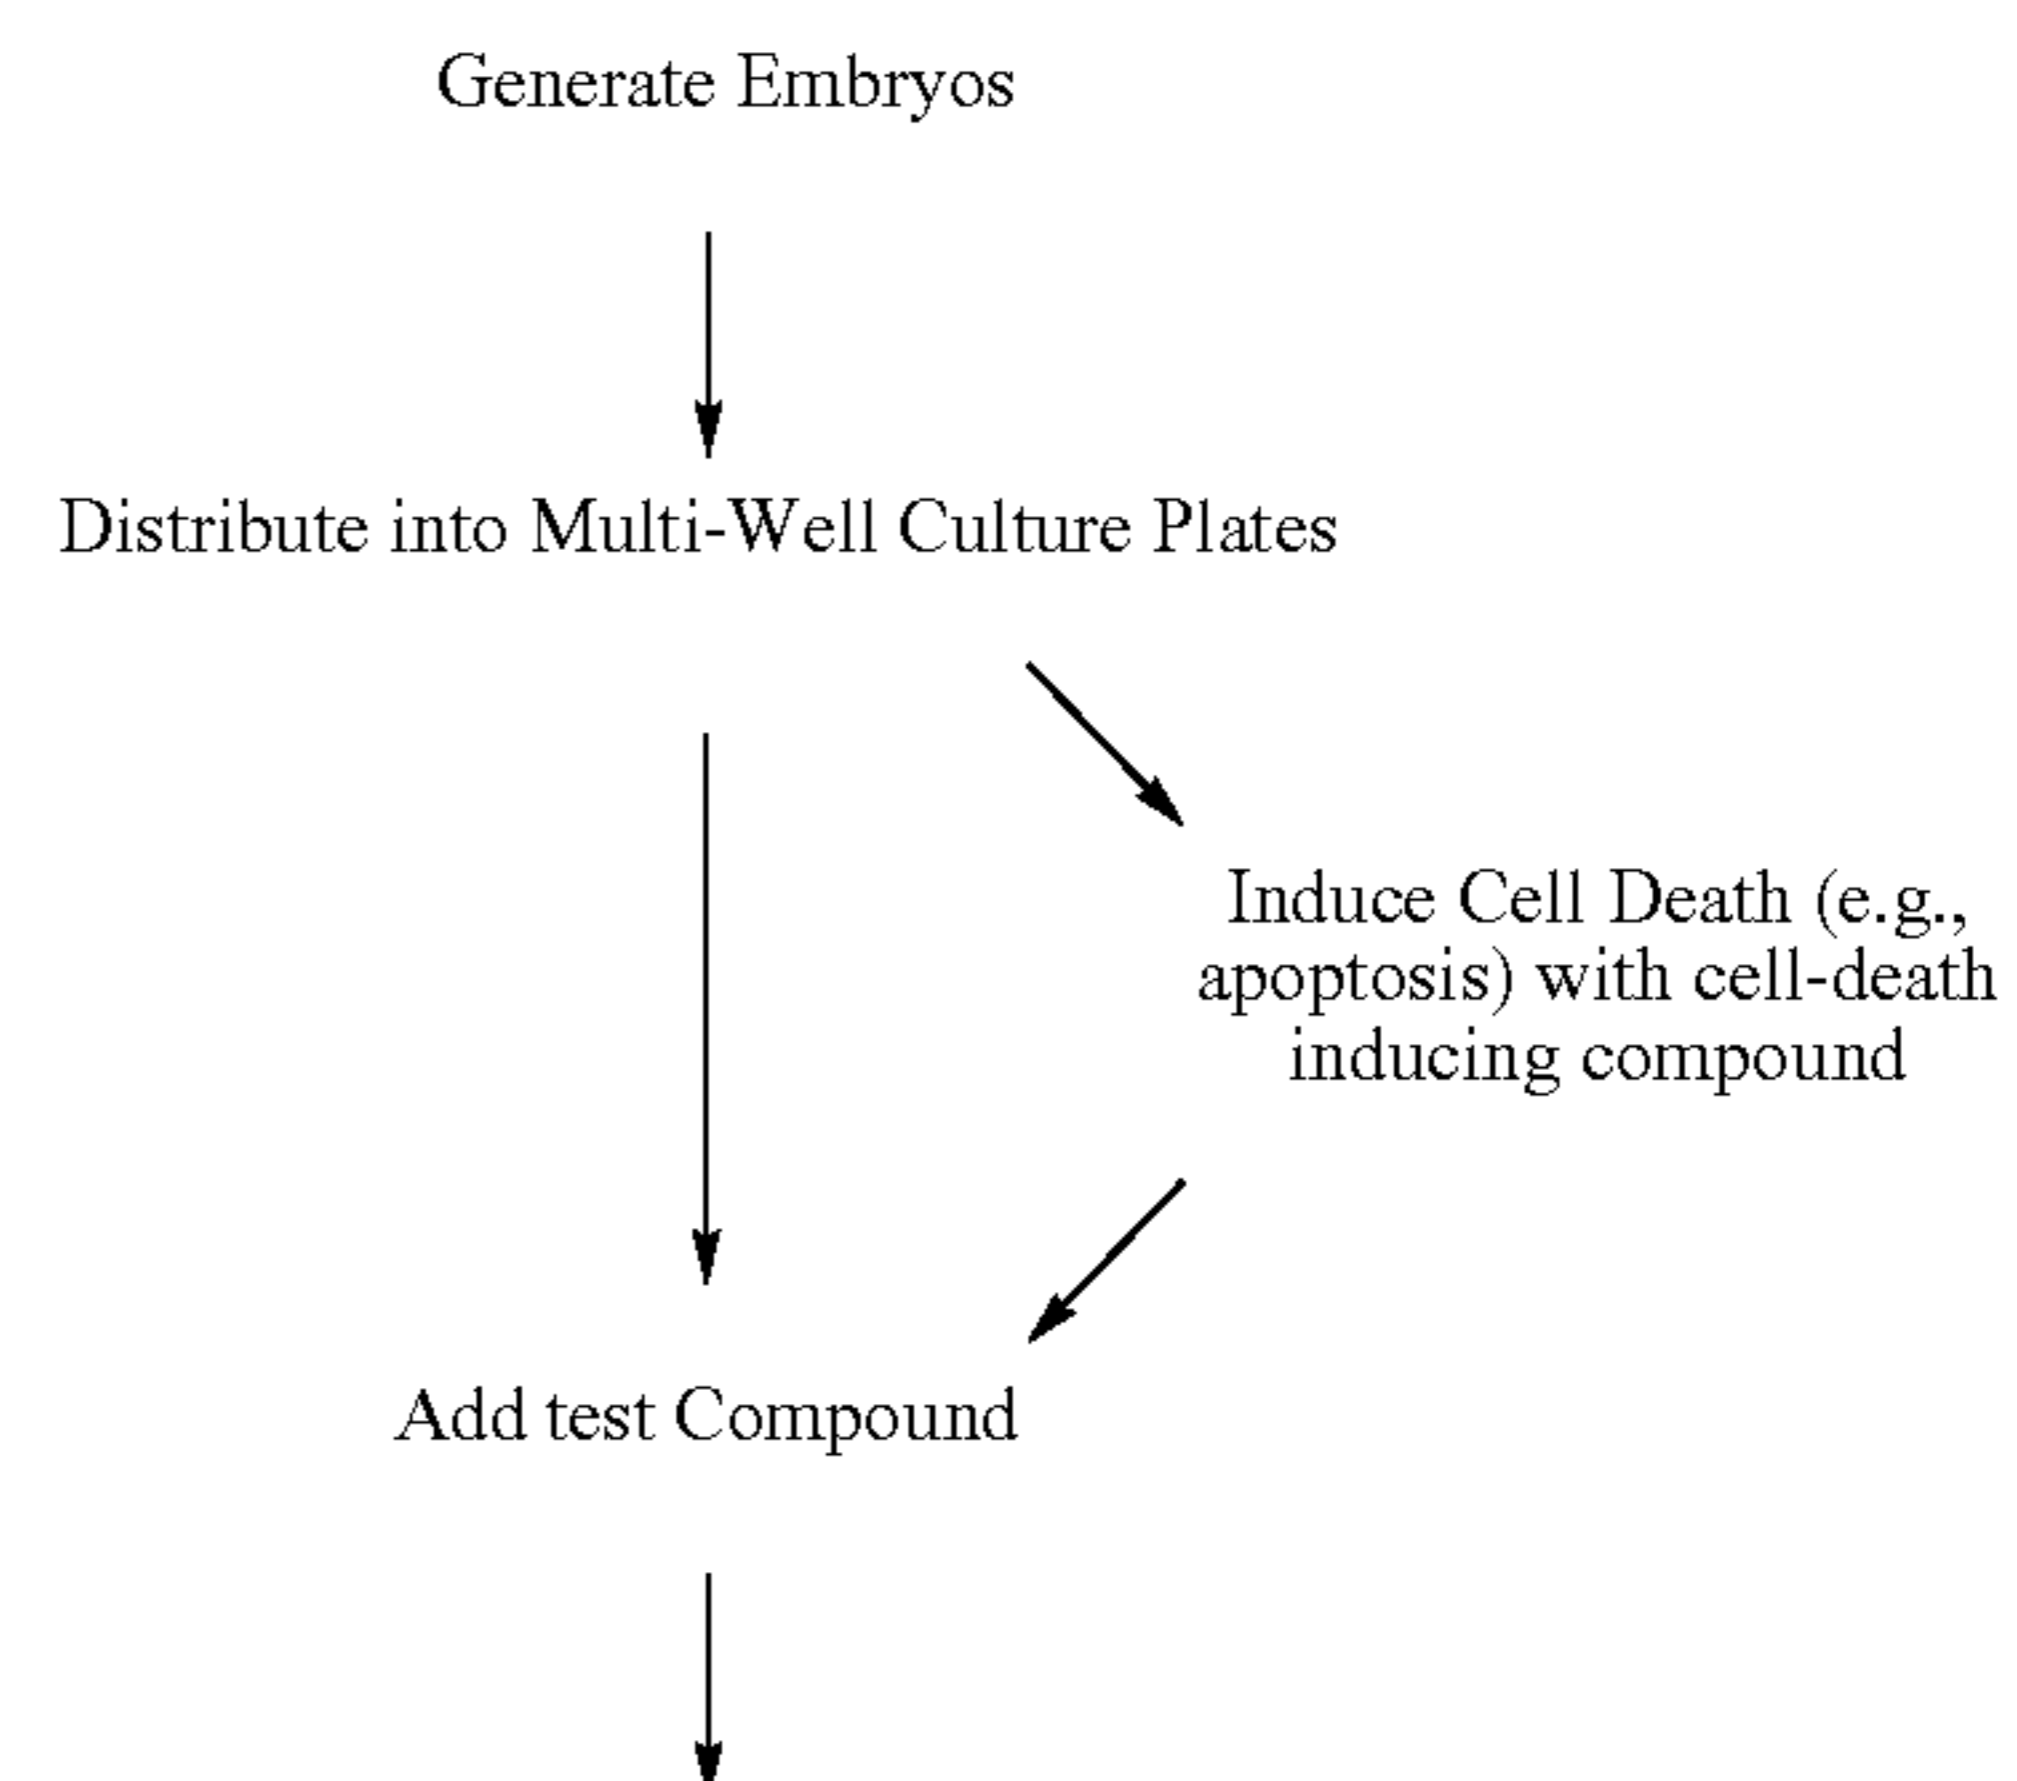 Generate Embryos
Distribute into Multi-Well Culture Plates
Induce Cell Death (e.g.,
apoptosis) with cell-death
inducing compound
Add test Compound